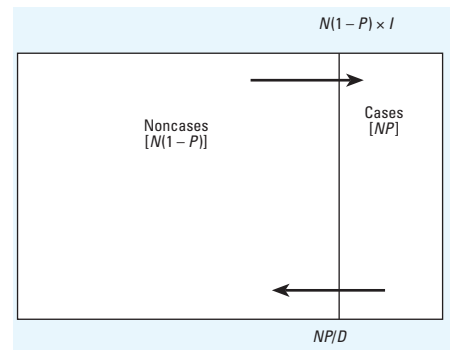 N(1 – P) × I
Noncases
[N(1 – P)]
Cases
[NP]
NP/D